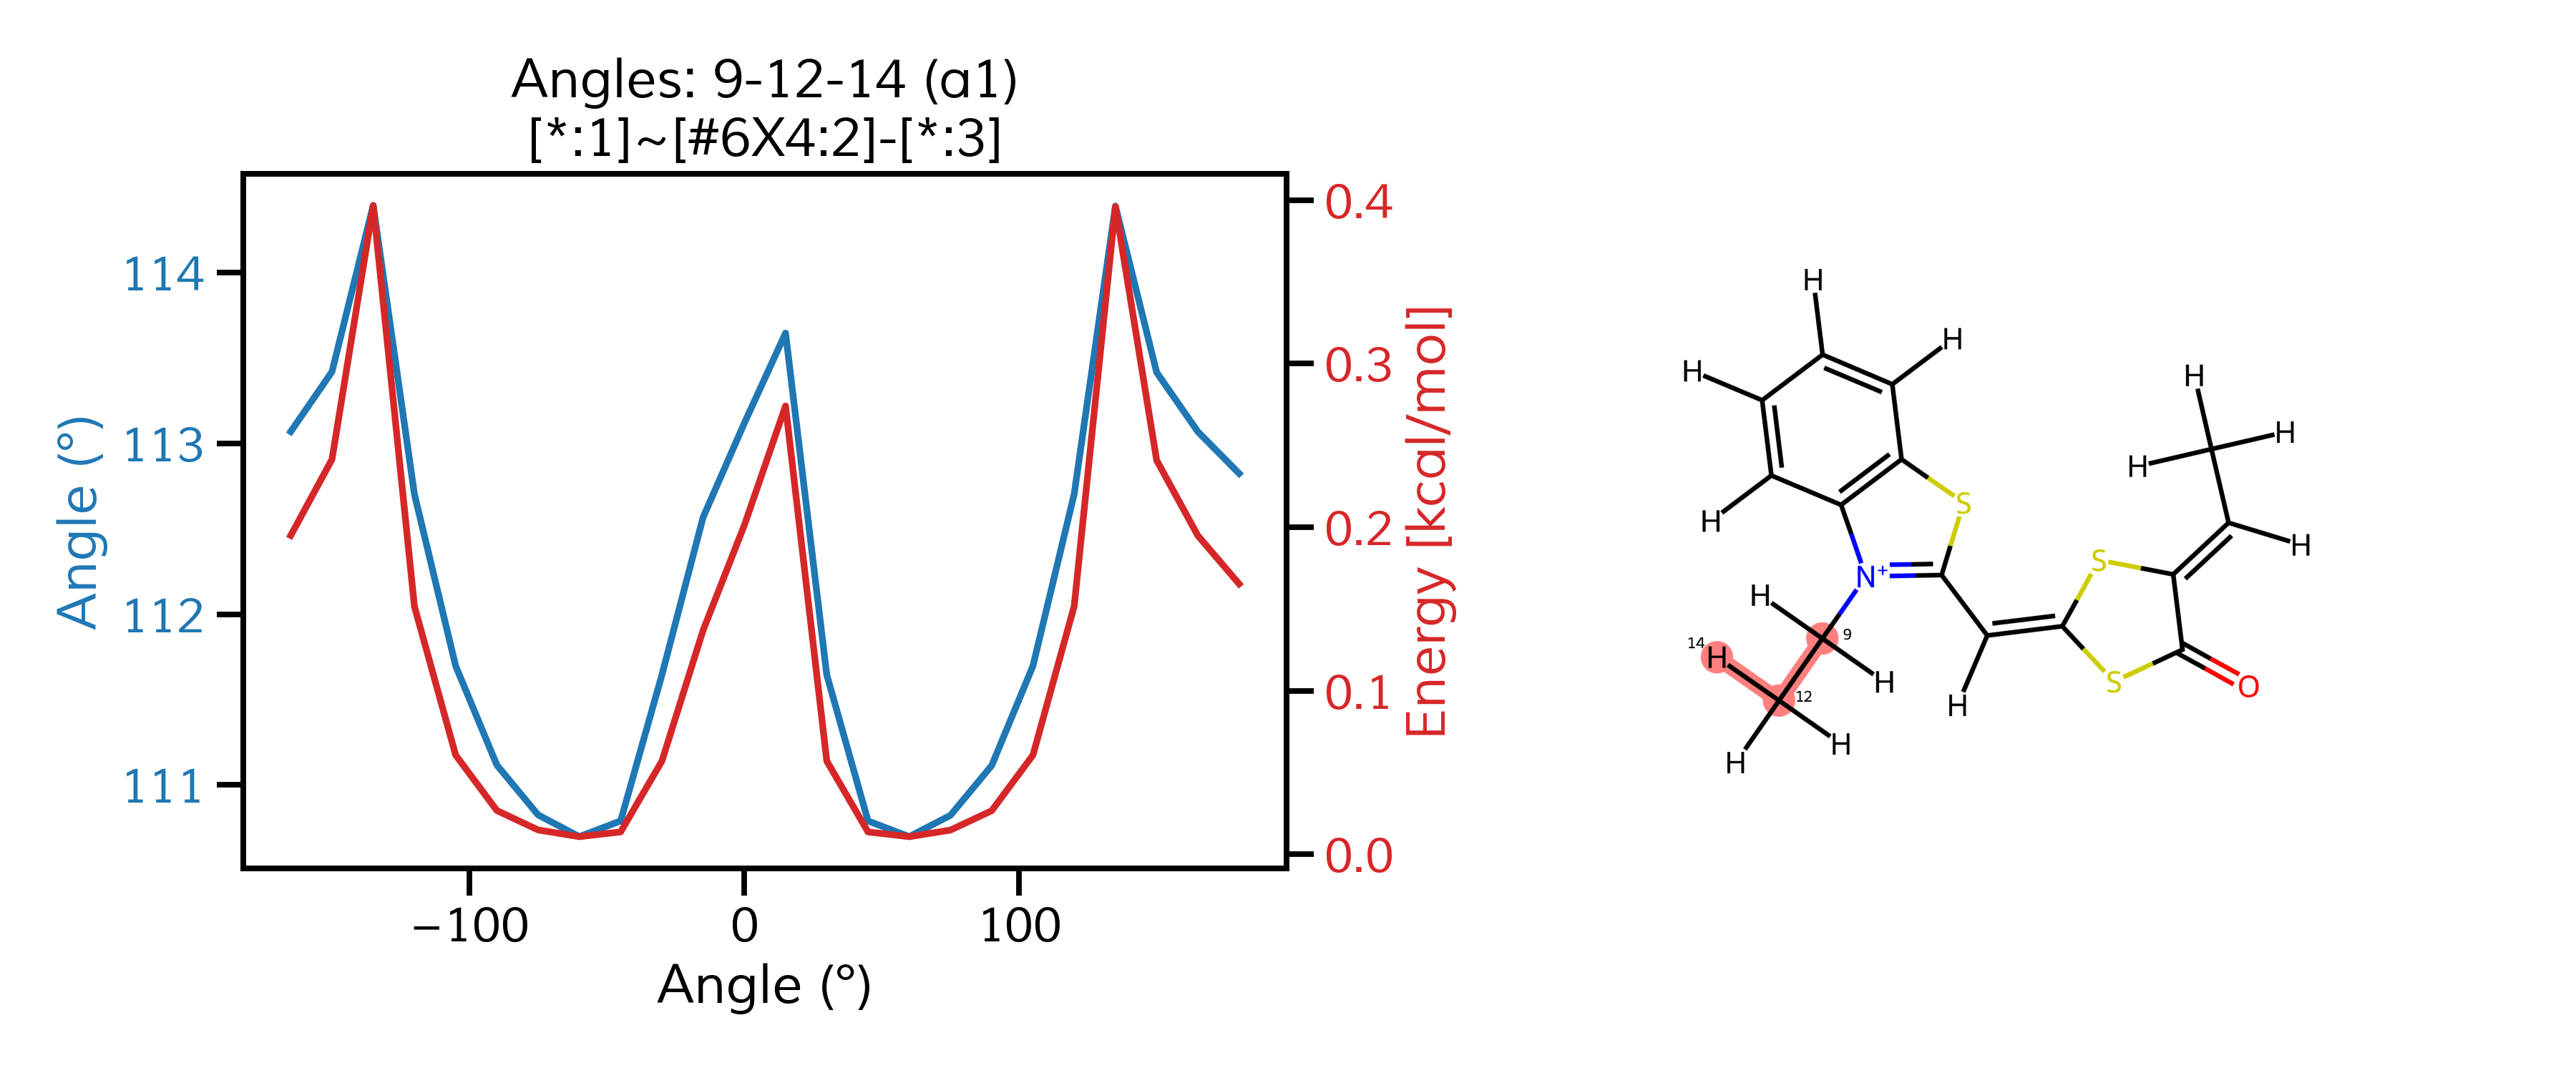 Angles: 9-12-14 (a1)
[*:1]~[#6X4:2]-[*:3]
Angle (°)
114
113
112
111
0.4
0.3
0.2
0.1
0.0
Energy [kcal/mol]
−100
0
100
Angle (°)
H
H
H
H
H
H
H
S
H
S
H
N+
H
9
14
H
H
S
O
12
H
H
H